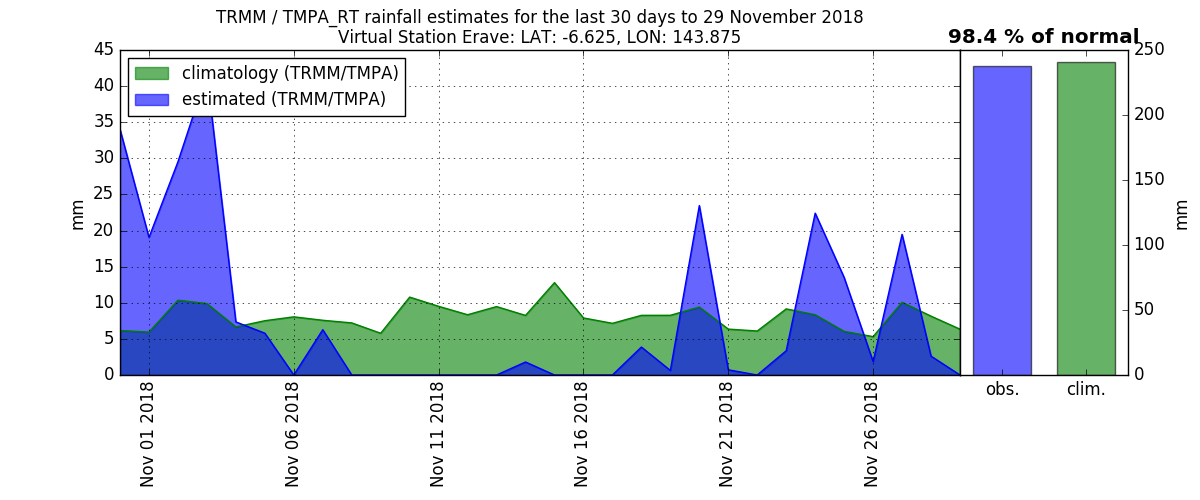 TRMM / TMPA_RT rainfall estimates for the last 30 days to 29 November 2018
Virtual Station Erave: LAT: -6.625, LON: 143.875
98.4 % of normal
climatology (TRMM/TMPA)
estimated (TRMM/TMPA)
45
40
35
30
25
20
15
10
5
0
mm
Nov 01 2018
Nov 06 2018
Nov 11 2018
Nov 16 2018
Nov 21 2018
Nov 26 2018
obs.
clim.
250
200
150
100
50
0
mm